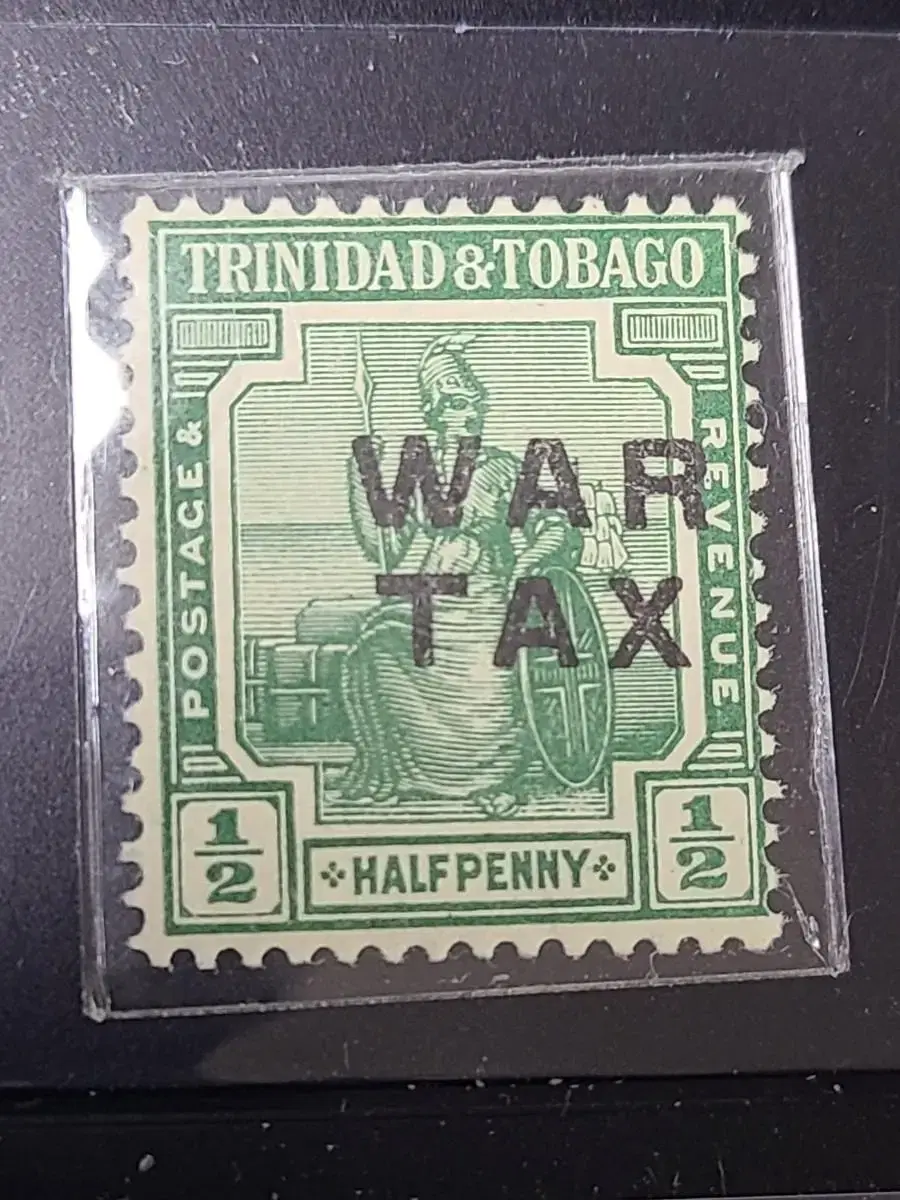 TRINIDAD & TOBAGO
POSTAGE &
REVENUE
WAR
TAX
1/2
HALFPENNY
1/2